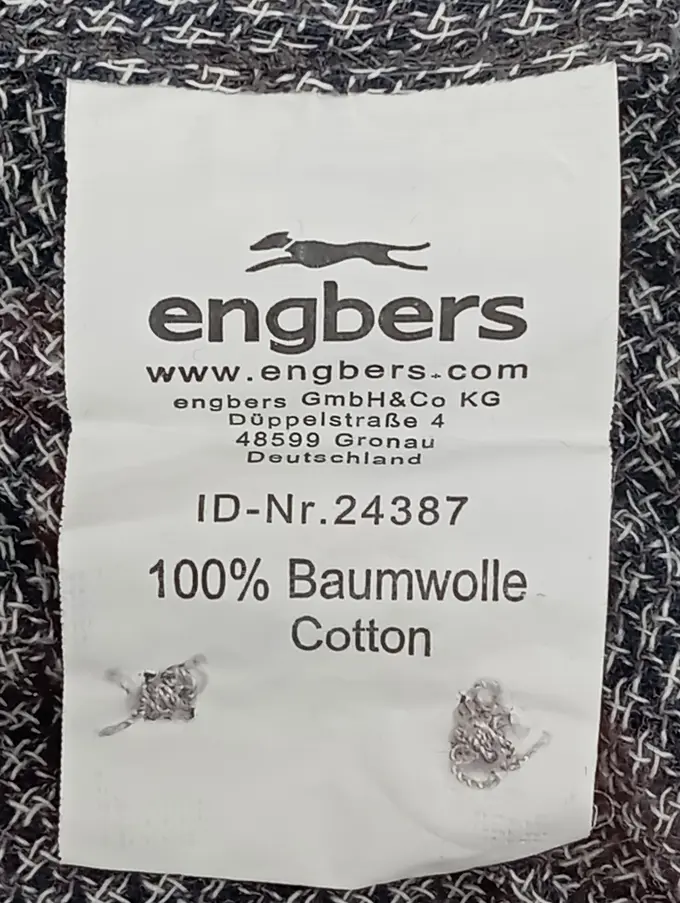 engbers
www.engbers.com
engbers GmbH&Co KG
Düppelstraße 4
48599 Gronau
Deutschland
ID-Nr.24387
100% Baumwolle
Cotton